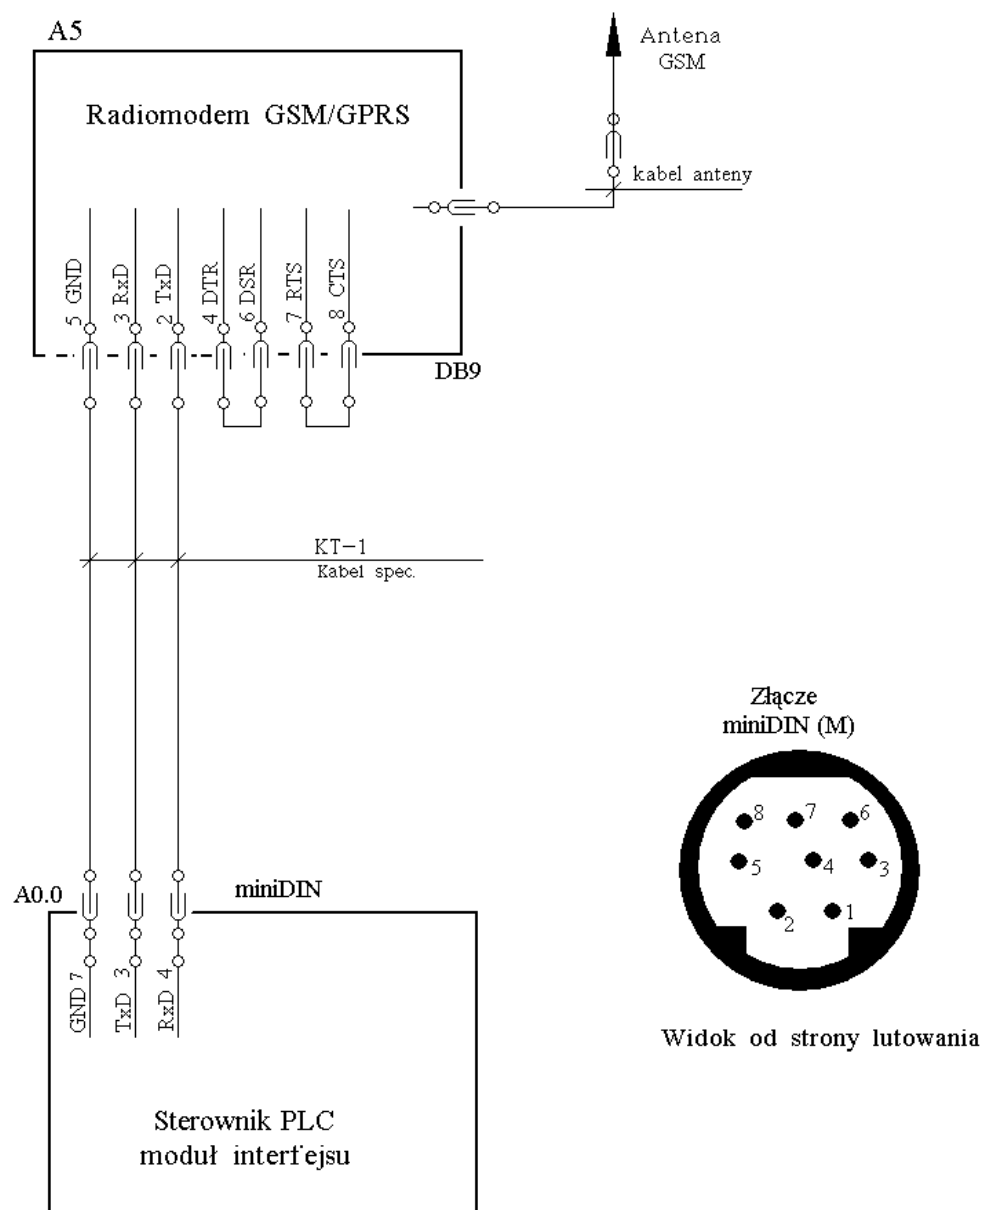 A5
Antena
GSM
Radiomodem GSM/GPRS
kabel anteny
5 GND
3 RxD
2 TxD
4 DTR
6 DSR
7 RTS
8 CTS
DB9
KT-1
Kabel spec.
Złącze
miniDIN (M)
8 7 6
5 4 3
2 1
A0.0
miniDIN
GND 7
TxD 3
RxD 4
Widok od strony lutowania
Sterownik PLC
moduł interfejsu